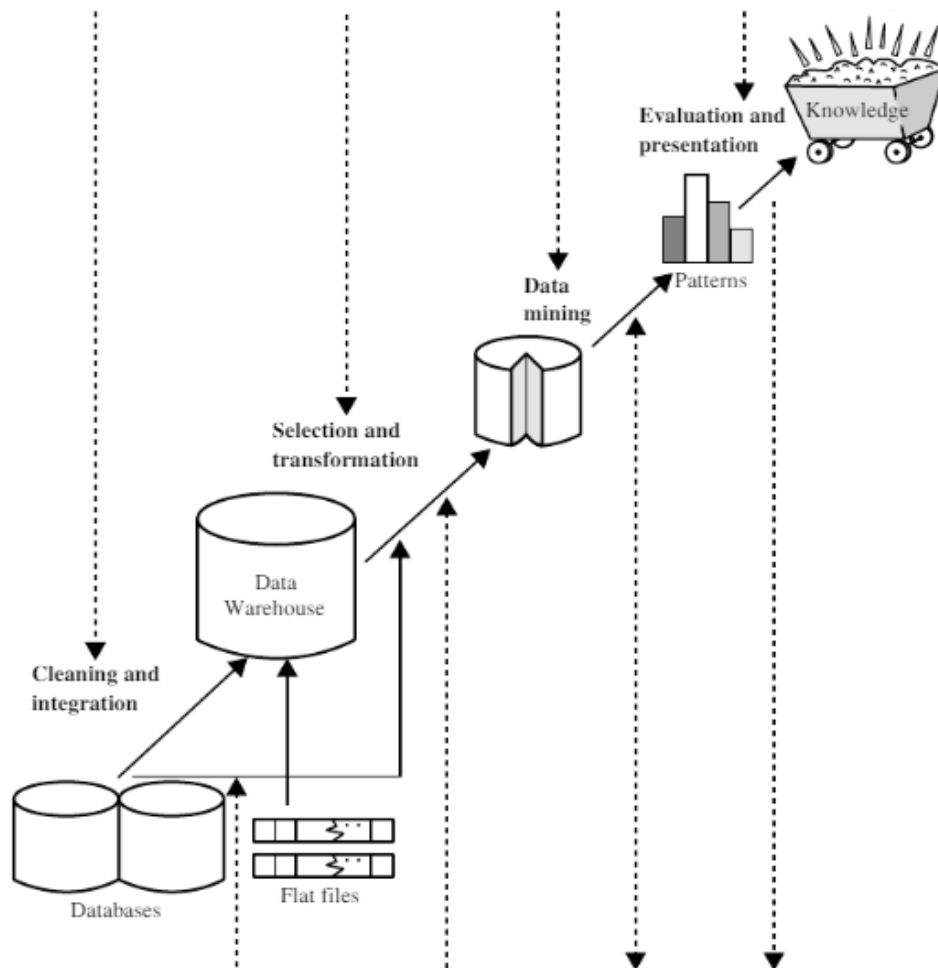 Knowledge
Evaluation and
presentation
Patterns
Data
mining
Selection and
transformation
Data
Warehouse
Cleaning and
integration
Flat files
Databases